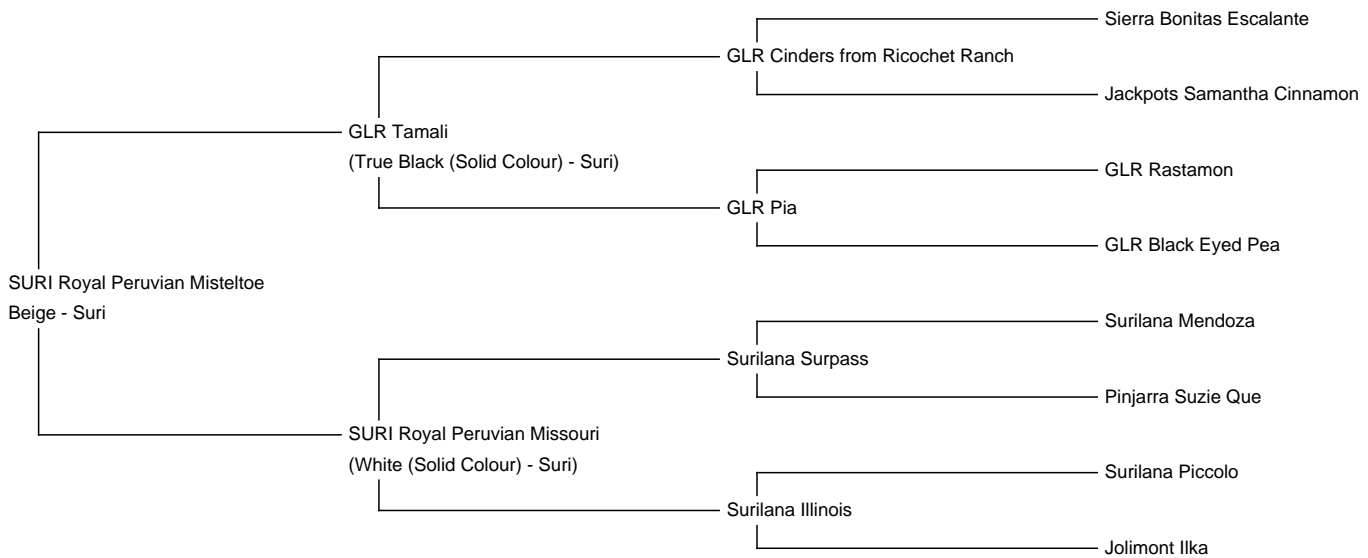 Sierra Bonitas Escalante
GLR Cinders from Ricochet Ranch
Jackpots Samantha Cinnamon
GLR Tamali
(True Black (Solid Colour) - Suri)
GLR Rastamon
GLR Pia
GLR Black Eyed Pea
SURI Royal Peruvian Misteltoe
Beige - Suri
Surilana Mendoza
Surilana Surpass
Pinjarra Suzie Que
SURI Royal Peruvian Missouri
(White (Solid Colour) - Suri)
Surilana Piccolo
Surilana Illinois
Jolimont Ilka